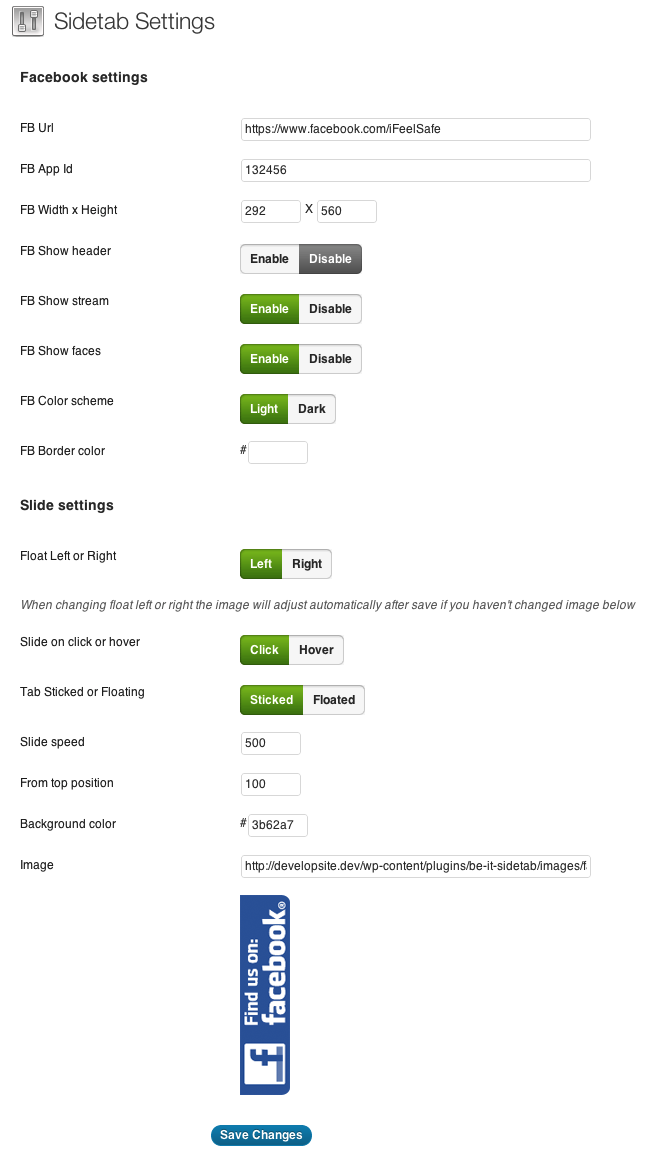 Sidetab Settings
Facebook settings
FB Url https://www.facebook.com/iFeelSafe
FB App Id 132456
FB Width x Height 292 X 560
FB Show header Enable Disable
FB Show stream Enable Disable
FB Show faces Enable Disable
FB Color scheme Light Dark
FB Border color #
Slide settings
Float Left or Right Left Right
When changing float left or right the image will adjust automatically after save if you haven't changed image below
Slide on click or hover Click Hover
Tab Sticked or Floating Sticked Floated
Slide speed 500
From top position 100
Background color # 3b62a7
Image http://developsite.dev/wp-content/plugins/be-it-sidetab/images/f
Find us on:
facebook®
Save Changes